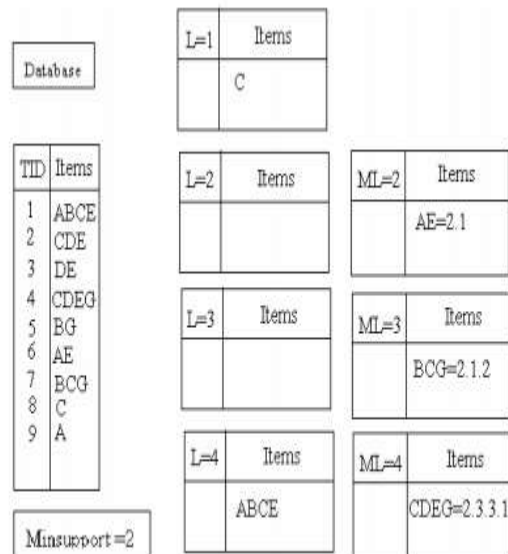 Database
TID Items
1 ABCE
2 CDE
3 DE
4 CDEG
5 BG
6 AE
7 BCG
8 C
9 A
Minsupport=2
L=1 Items
C
L=2 Items
L=3 Items
L=4 Items
ABCE
ML=2 Items
AE=2.1
ML=3 Items
BCG=2.1.2
ML=4 Items
CDEG=2.3.3.1